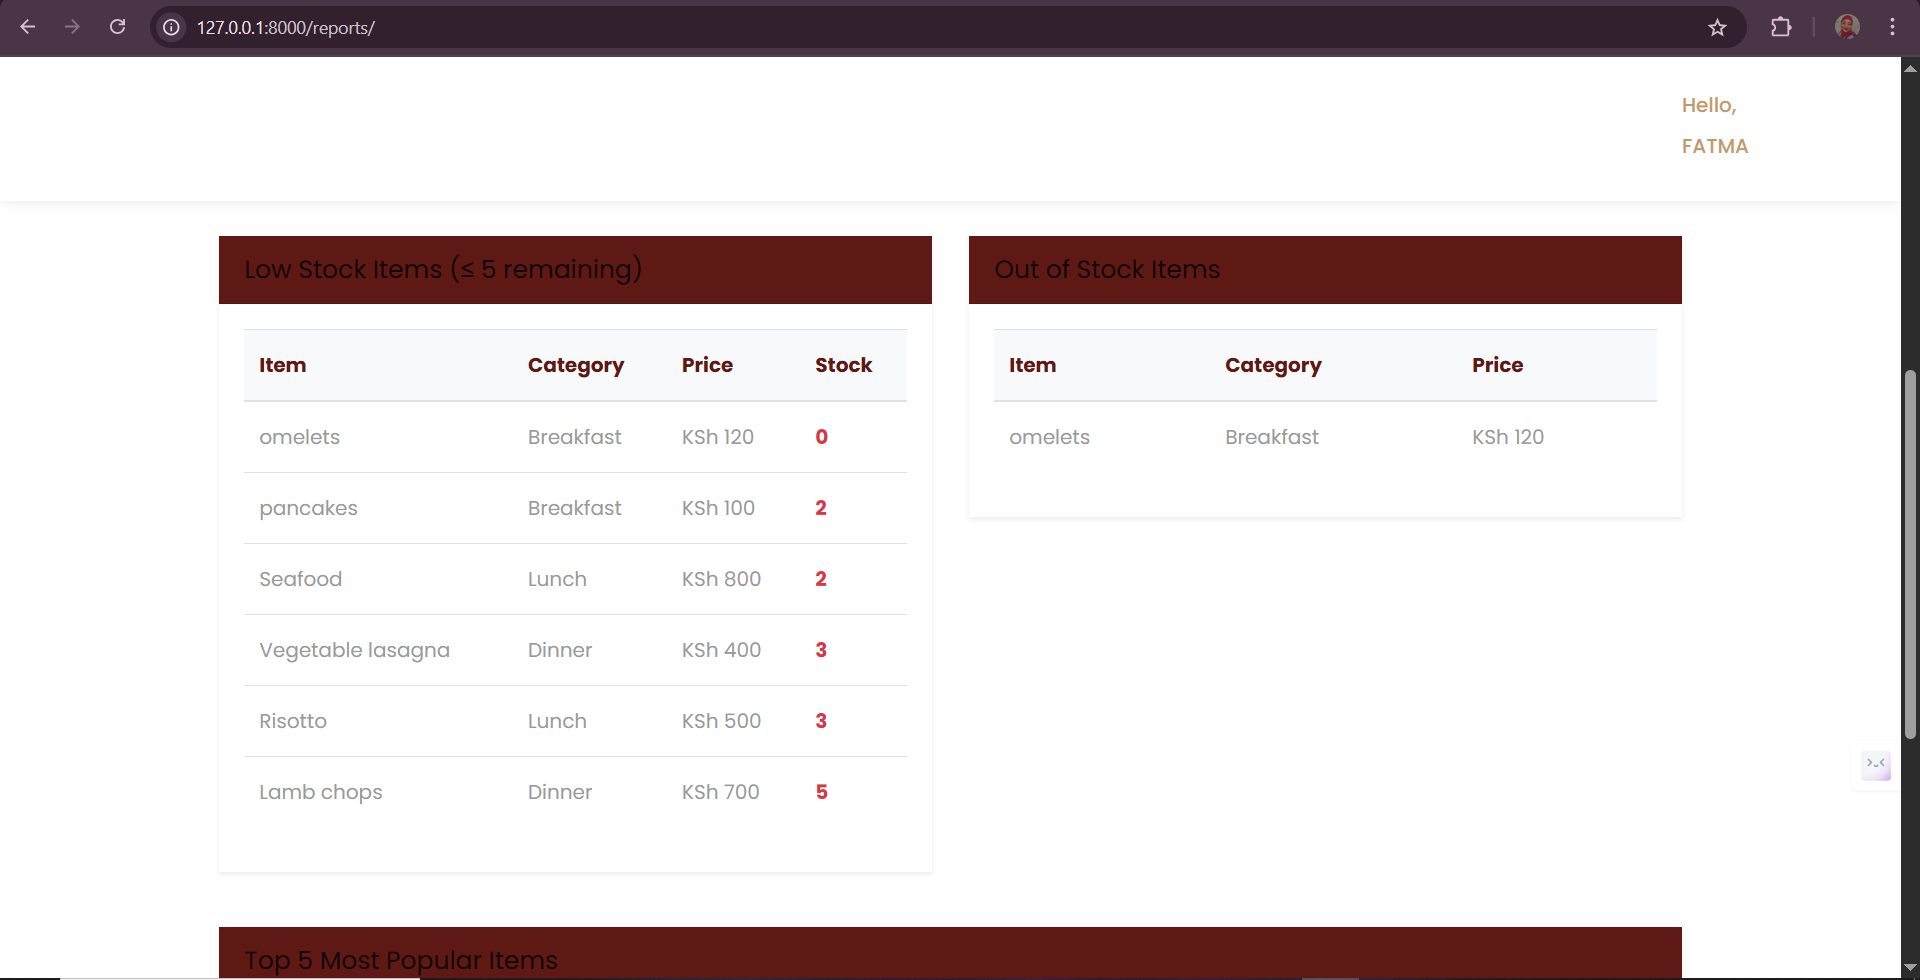 127.0.0.1:8000/reports/
Hello,
FATMA
Low Stock Items (≤ 5 remaining)
Item Category Price Stock
omelets Breakfast KSh 120 0
pancakes Breakfast KSh 100 2
Seafood Lunch KSh 800 2
Vegetable lasagna Dinner KSh 400 3
Risotto Lunch KSh 500 3
Lamb chops Dinner KSh 700 5
Out of Stock Items
Item Category Price
omelets Breakfast KSh 120
Top 5 Most Popular Items